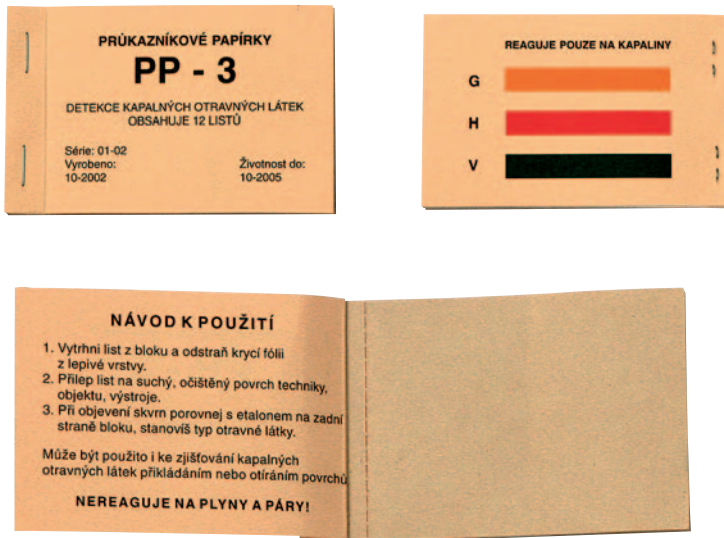 PRŮKAZNÍKOVÉ PAPÍRKY
PP - 3
DETEKCE KAPALNÝCH OTRAVNÝCH LÁTEK
OBSAHUJE 12 LISTŮ
Série: 01-02
Vyrobeno:
10-2002
Životnost do:
10-2005
REAGUJE POUZE NA KAPALINY
G
H
V
NÁVOD K POUŽITÍ
1. Vytrhni list z bloku a odstraň krycí fólii
z lepivé vrstvy.
2. Přilep list na suchý, očištěný povrch techniky,
objektu, výstroje.
3. Při objevení skvrn porovnej s etalonem na zadní
straně bloku, stanovíš typ otravné látky.
Může být použito i ke zjišťování kapalných
otravných látek přikládáním nebo otíráním povrchů
NEREAGUJE NA PLYNY A PÁRY!